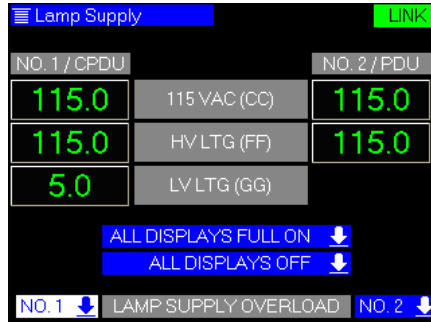 Lamp Supply LINK
NO. 1 / CPDU NO. 2 / PDU
115.0 115 VAC (CC) 115.0
115.0 HV LTG (FF) 115.0
5.0 LV LTG (GG)
ALL DISPLAYS FULL ON
ALL DISPLAYS OFF
NO. 1 LAMP SUPPLY OVERLOAD NO. 2